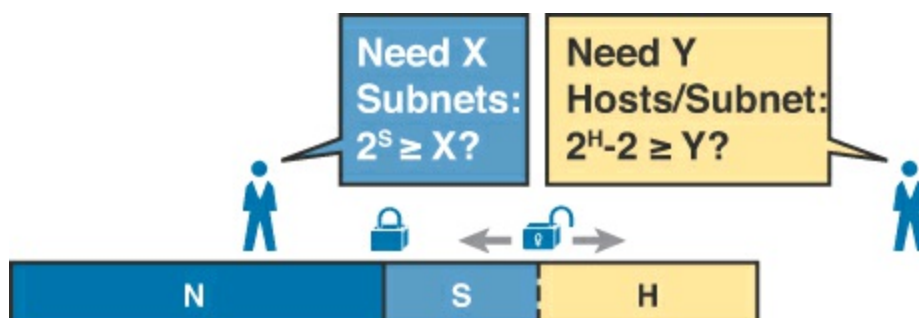 Need X
Subnets:
2ˢ ≥ X?
Need Y
Hosts/Subnet:
2ᴴ-2 ≥ Y?
N
S
H